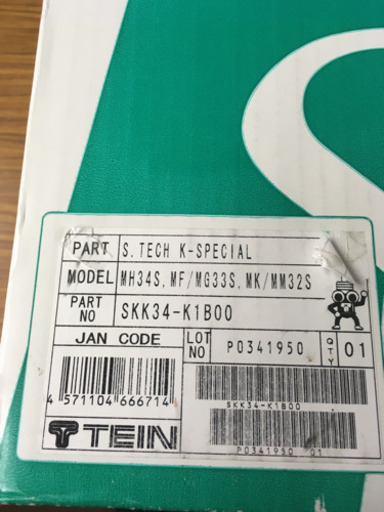 PART S. TECH K-SPECIAL
MODEL MH34S, MF/MG33S, MK/MM32S
PART NO SKK34-K1B00
JAN CODE
LOT NO P0341950 Q'TY 01
4 571104 666714
SKK34-K1B00
TEIN
P0341950 01